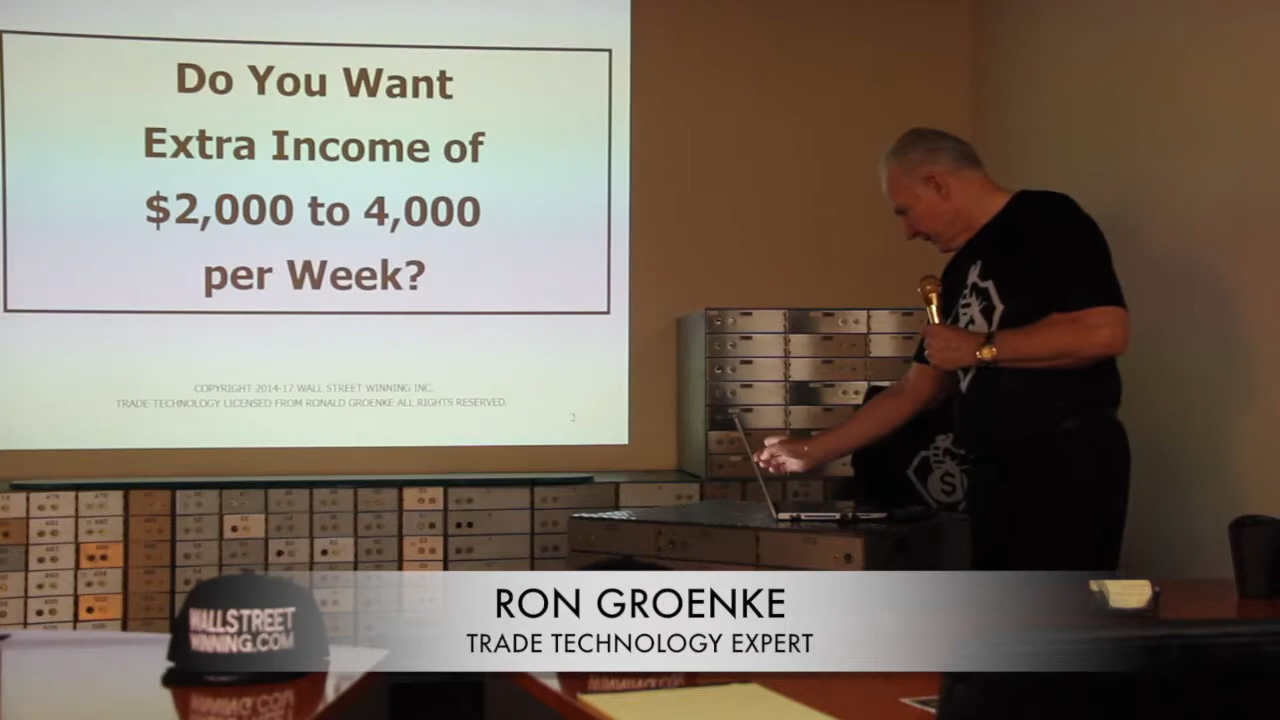 Do You Want
Extra Income of
$2,000 to 4,000
per Week?
COPYRIGHT 2014-17 WALL STREET WINNING INC.
TRADE TECHNOLOGY LICENSED FROM RONALD GROENKE ALL RIGHTS RESERVED.
2
$
WALLSTREET
WINNING.COM
RON GROENKE
TRADE TECHNOLOGY EXPERT